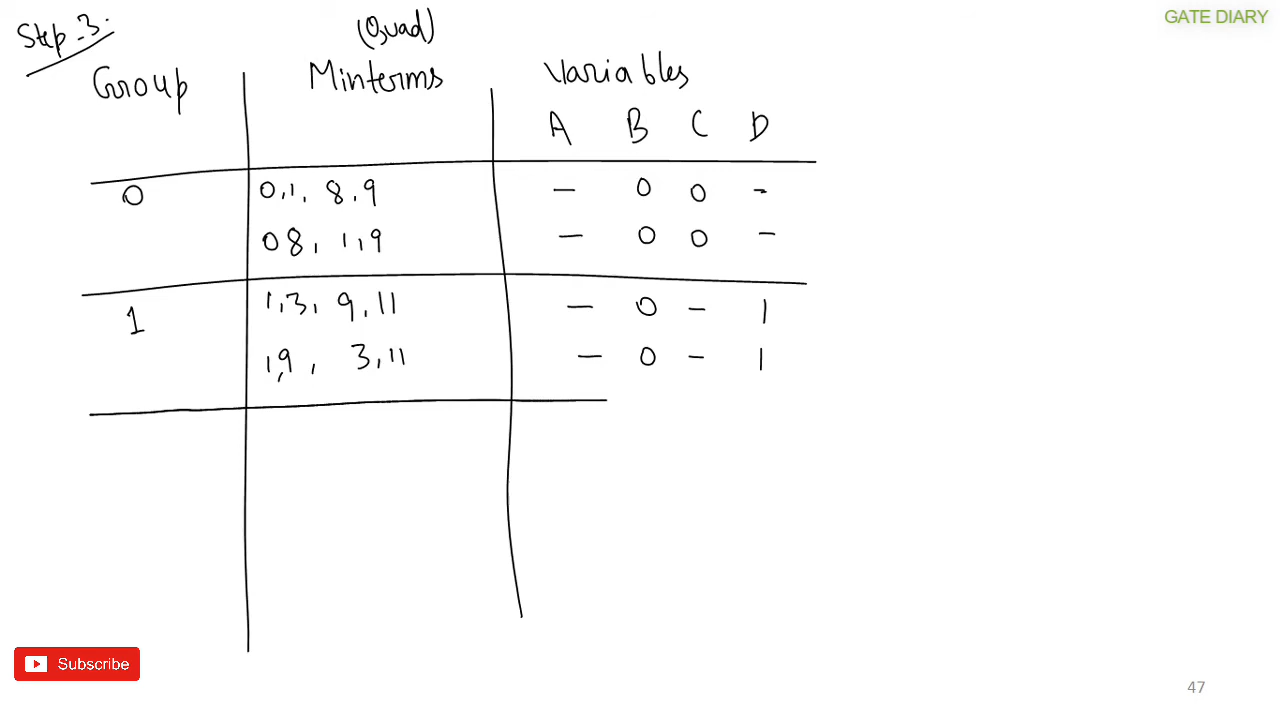 Step-3:
GATE DIARY
(Quad)
Group Minterms Variables
A B C D
0 0,1, 8,9 – 0 0 -
08, 1,9 – 0 0 –
1 1,3, 9,11 – 0 – 1
1,9, 3,11 – 0 – 1
Subscribe
47